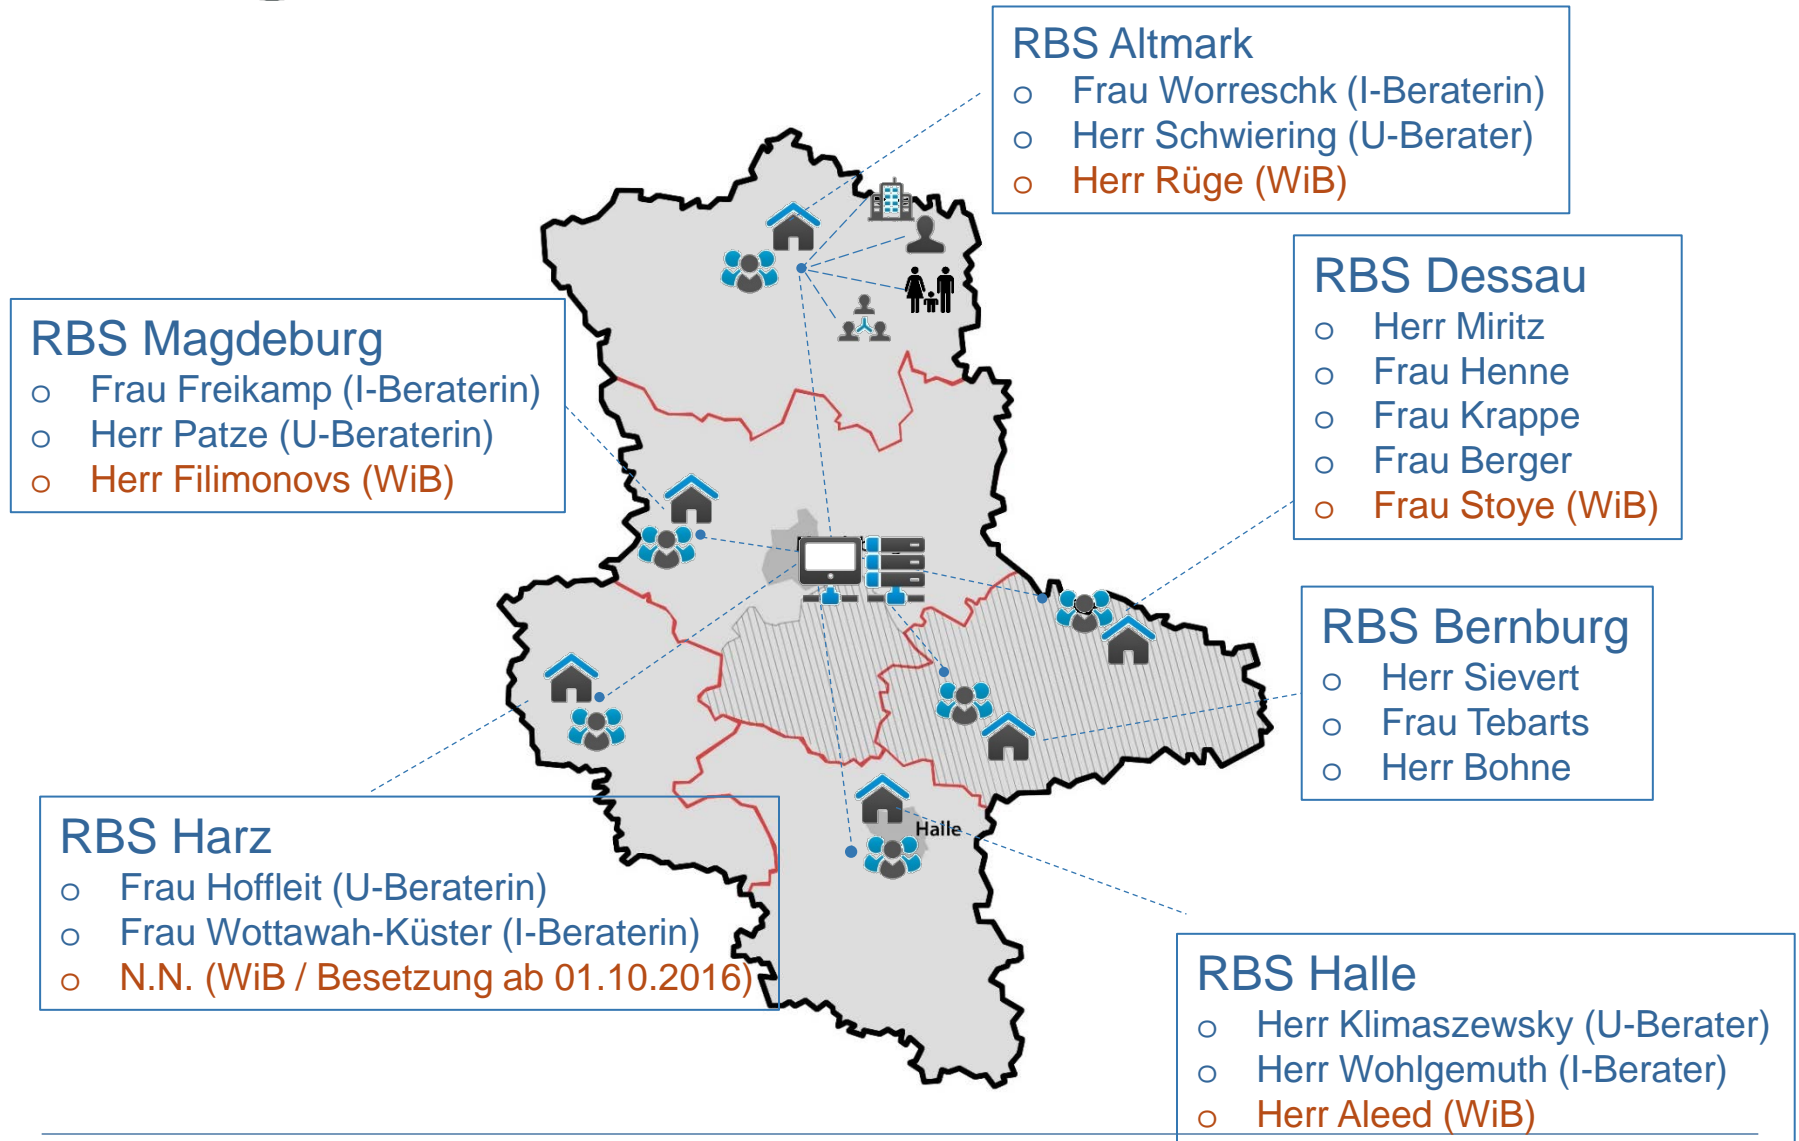 RBS Altmark
o Frau Worreschk (I-Beraterin)
o Herr Schwiering (U-Berater)
o Herr Rüge (WiB)
RBS Dessau
o Herr Miritz
o Frau Henne
o Frau Krappe
o Frau Berger
o Frau Stoye (WiB)
RBS Magdeburg
o Frau Freikamp (I-Beraterin)
o Herr Patze (U-Beraterin)
o Herr Filimonovs (WiB)
RBS Bernburg
o Herr Sievert
o Frau Tebarts
o Herr Bohne
Halle
RBS Harz
o Frau Hoffleit (U-Beraterin)
o Frau Wottawah-Küster (I-Beraterin)
o N.N. (WiB / Besetzung ab 01.10.2016)
RBS Halle
o Herr Klimaszewsky (U-Berater)
o Herr Wohlgemuth (I-Berater)
o Herr Aleed (WiB)